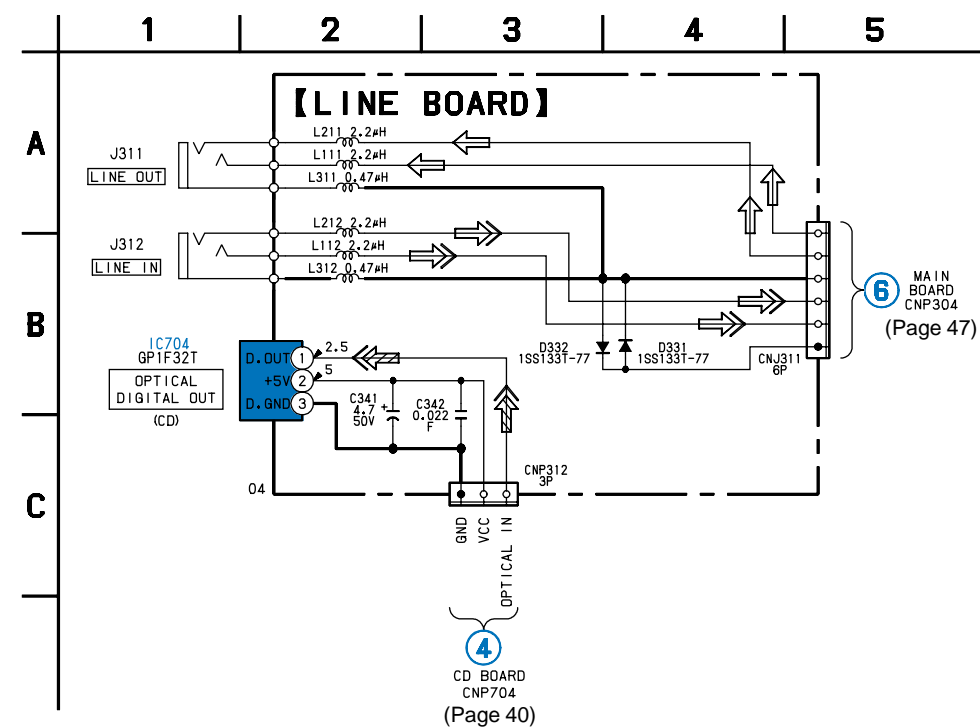 1 2 3 4 5
A
B
C
【LINE BOARD】
J311
LINE OUT
L211 2.2μH
L111 2.2μH
L311 0.47μH
J312
LINE IN
L212 2.2μH
L112 2.2μH
L312 0.47μH
6
MAIN
BOARD
CNP304
(Page 47)
IC704
GP1F32T
OPTICAL
DIGITAL OUT
(CD)
D.OUT 1 2.5
+5V 2 5
D.GND 3
C341
4.7 +
50V
C342
0.022
F
D332
1SS133T-77
D331
1SS133T-77
CNJ311
6P
04
CNP312
3P
GND
VCC
OPTICAL IN
4
CD BOARD
CNP704
(Page 40)